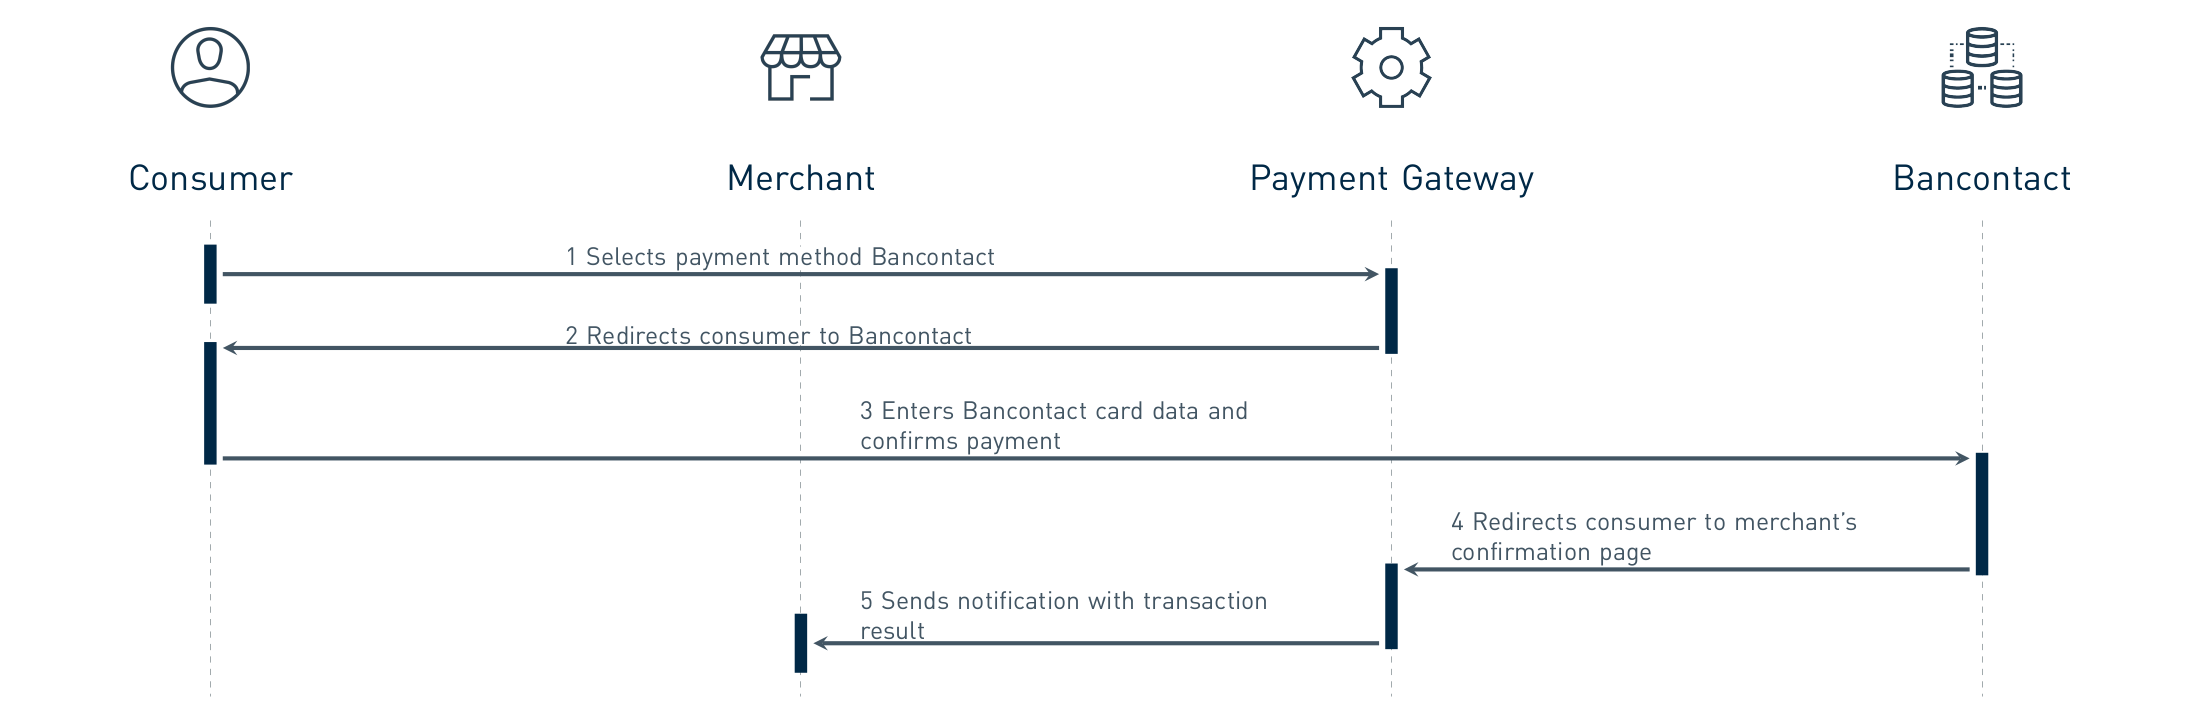 Consumer
Merchant
Payment Gateway
Bancontact
1 Selects payment method Bancontact
2 Redirects consumer to Bancontact
3 Enters Bancontact card data and
confirms payment
4 Redirects consumer to merchant’s
confirmation page
5 Sends notification with transaction
result